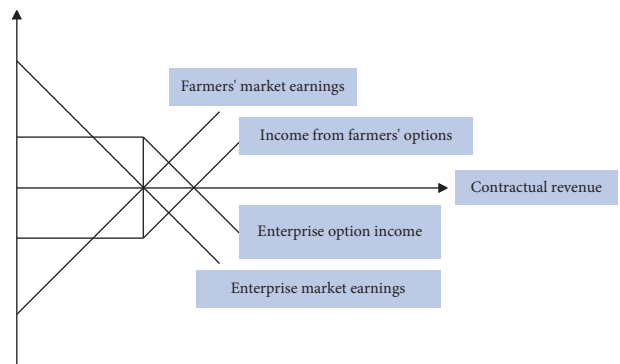 Farmers' market earnings
Income from farmers' options
Contractual revenue
Enterprise option income
Enterprise market earnings